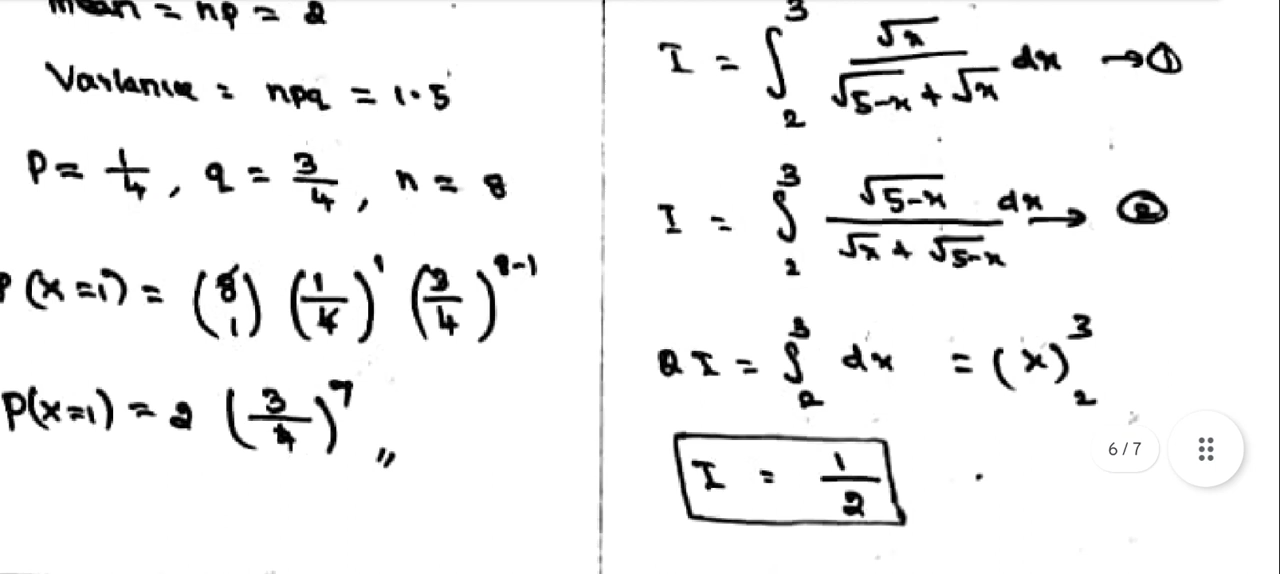 mean = np = 2
Variance = npq = 1.5
P = 1/4, q = 3/4, n = 8
P(x=1) = (8 1) (1/4)^1 (3/4)^8-1
P(x=1) = 2 (3/4)^7 ,,
I = ∫_2^3 √x / (√5-x + √x) dx → ①
I = ∫_2^3 √5-x / (√x + √5-x) dx → ②
2I = ∫_2^3 dx = (x)_2^3
I = 1/2
6 / 7